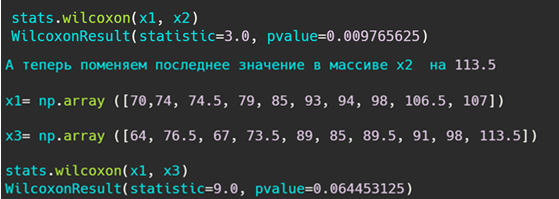 stats.wilcoxon(x1, x2)
WilcoxonResult(statistic=3.0, pvalue=0.009765625)
А теперь поменяем последнее значение в массиве x2 на 113.5
x1= np.array ([70,74, 74.5, 79, 85, 93, 94, 98, 106.5, 107])
x3= np.array ([64, 76.5, 67, 73.5, 89, 85, 89.5, 91, 98, 113.5])
stats.wilcoxon(x1, x3)
WilcoxonResult(statistic=9.0, pvalue=0.064453125)